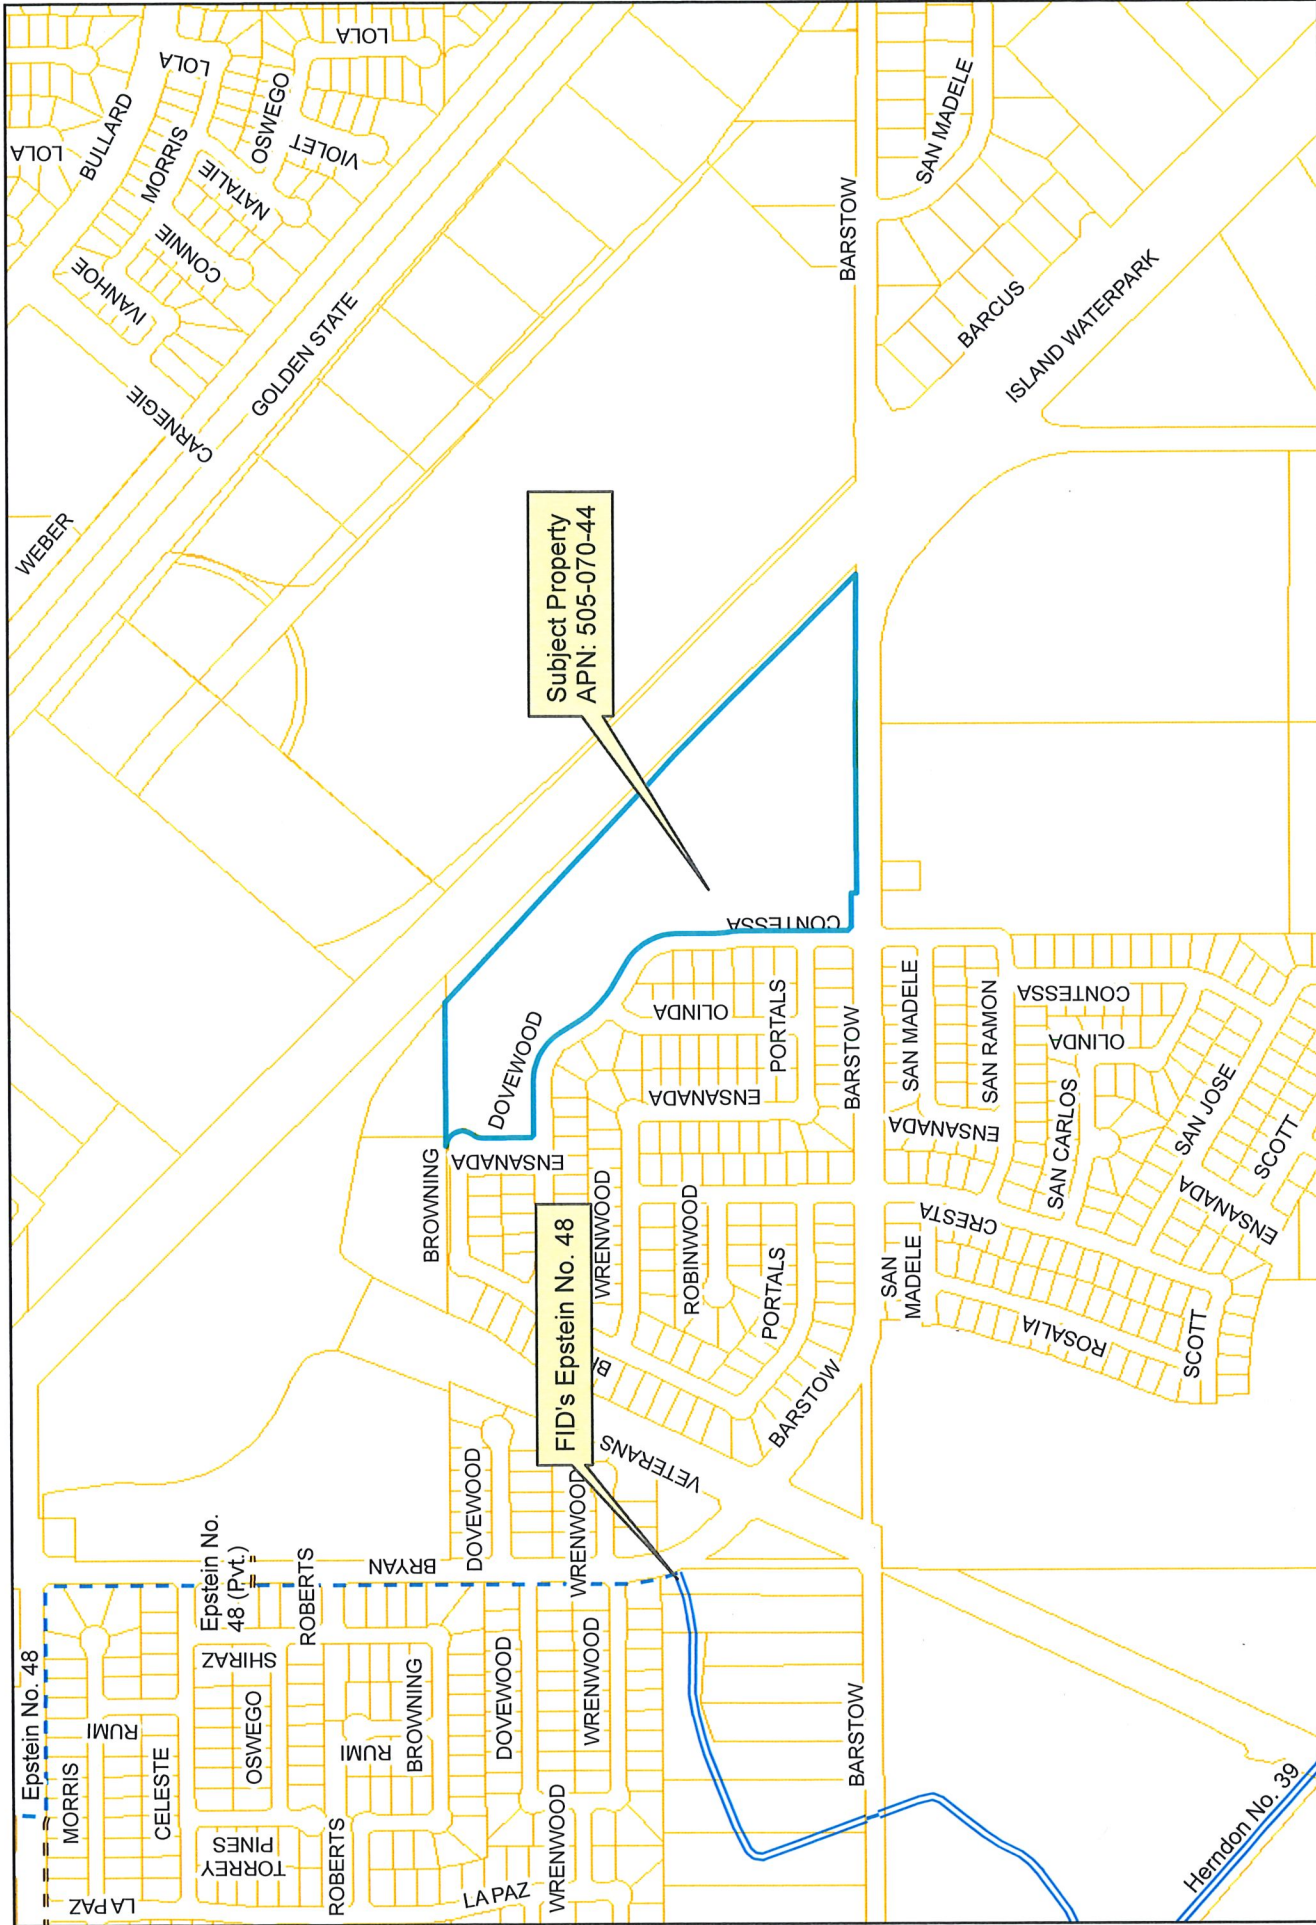 Epstein No. 48
LOLA
WEBER
MORRIS
LA PAZ
RUMI
BULLARD
IVANHOE
CELESTE
MORRIS
LOLA
CARNEGIE
CONNIE
Epstein No.
48 (Pvt.)
SHIRAZ
TORREY
PINES
NATALIE
OSWEGO
OSWEGO
ROBERTS
GOLDEN STATE
VIOLET
ROBERTS
LOLA
RUMI
BRYAN
BROWNING
BROWNING
DOVEWOOD
LA PAZ
DOVEWOOD
ENSANADA
DOVEWOOD
WRENWOOD
WRENWOOD
WRENWOOD
FID's Epstein No. 48
WRENWOOD
Subject Property
APN: 505-070-44
VETERANS
ROBINWOOD
OLINDA
ENSANADA
PORTALS
PORTALS
CONTESSA
BARSTOW
BARSTOW
BARSTOW
BARSTOW
SAN
MADELE
SAN MADELE
ENSANADA
CRESTA
SAN MADELE
SAN RAMON
BARCUS
SAN CARLOS
ROSALIA
CONTESSA
OLINDA
ISLAND WATERPARK
SCOTT
SAN JOSE
ENSANADA
SCOTT
Herndon No. 39